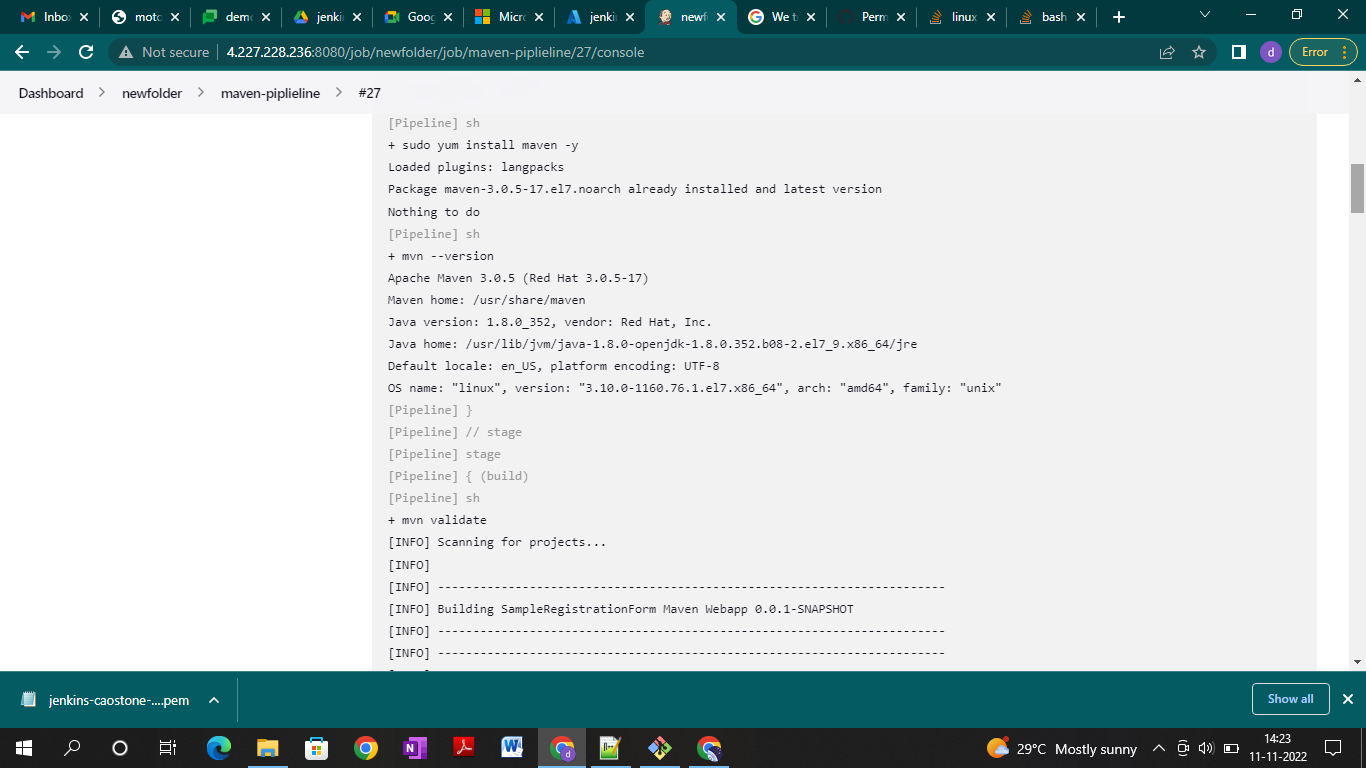 Inbo
moto
demo
jenki
Goog
Micro
jenki
newf
We t
Perm
linux
bash
Not secure
4.227.228.236:8080/job/newfolder/job/maven-piplieline/27/console
d
Error
Dashboard
newfolder
maven-piplieline
#27
[Pipeline] sh
+ sudo yum install maven -y
Loaded plugins: langpacks
Package maven-3.0.5-17.el7.noarch already installed and latest version
Nothing to do
[Pipeline] sh
+ mvn --version
Apache Maven 3.0.5 (Red Hat 3.0.5-17)
Maven home: /usr/share/maven
Java version: 1.8.0_352, vendor: Red Hat, Inc.
Java home: /usr/lib/jvm/java-1.8.0-openjdk-1.8.0.352.b08-2.el7_9.x86_64/jre
Default locale: en_US, platform encoding: UTF-8
OS name: "linux", version: "3.10.0-1160.76.1.el7.x86_64", arch: "amd64", family: "unix"
[Pipeline] }
[Pipeline] // stage
[Pipeline] stage
[Pipeline] { (build)
[Pipeline] sh
+ mvn validate
[INFO] Scanning for projects...
[INFO]
[INFO] ------------------------------------------------------------------------
[INFO] Building SampleRegistrationForm Maven Webapp 0.0.1-SNAPSHOT
[INFO] ------------------------------------------------------------------------
[INFO] ------------------------------------------------------------------------
jenkins-caostone-....pem
Show all
29°C Mostly sunny
14:23
11-11-2022